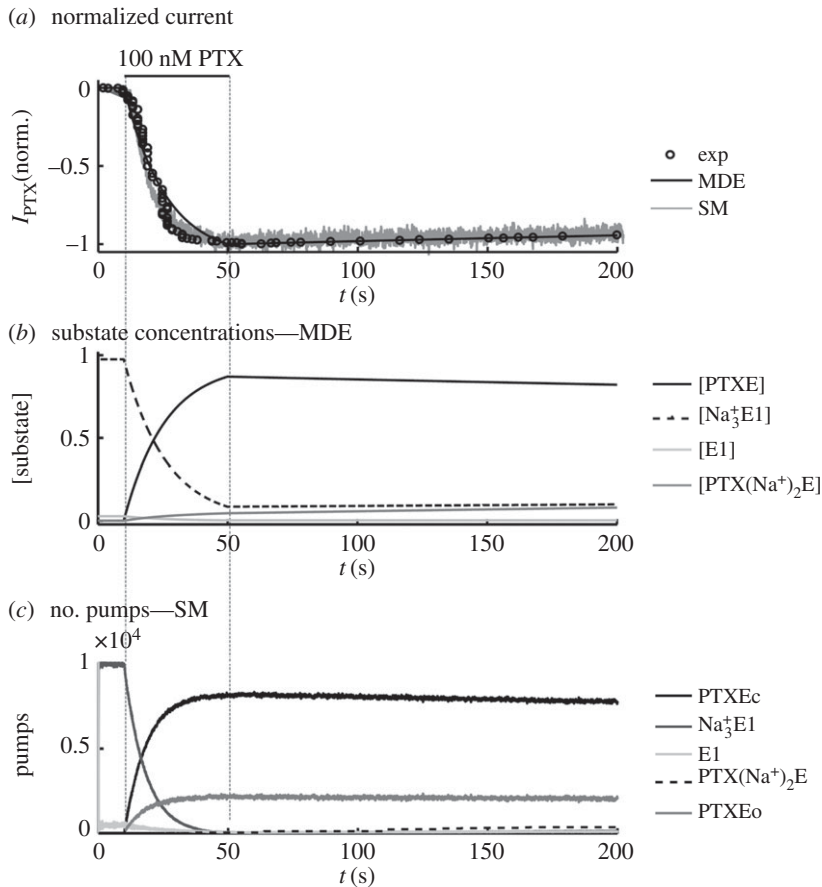 (a) normalized current
100 nM PTX
0
−0.5
−1
I_PTX (norm.)
0 50 100 150 200
t (s)
exp
MDE
SM
(b) substate concentrations—MDE
1
0.5
0
[substate]
0 50 100 150 200
t (s)
[PTXE]
[Na₃⁺E1]
[E1]
[PTX(Na⁺)₂E]
(c) no. pumps—SM
×10⁴
1
0.5
0
pumps
0 50 100 150 200
t (s)
PTXEc
Na₃⁺E1
E1
PTX(Na⁺)₂E
PTXEo